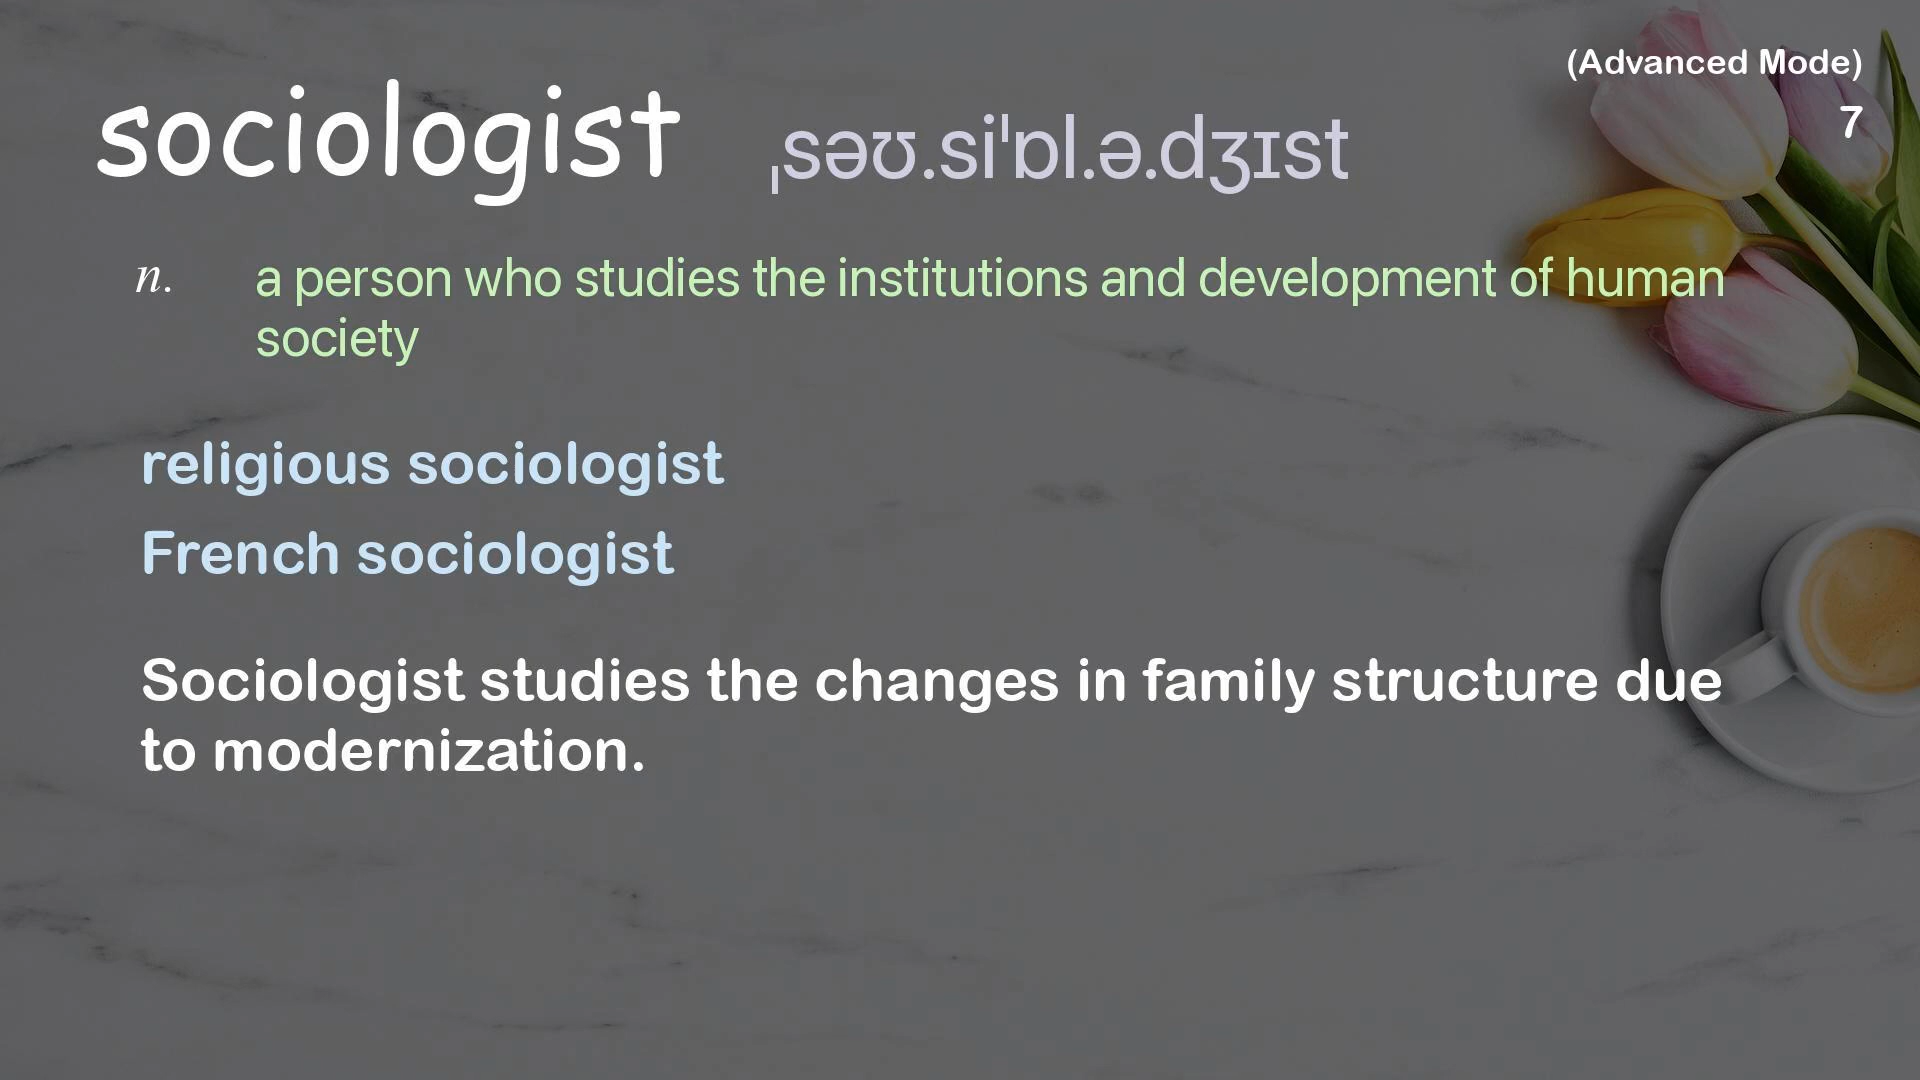 (Advanced Mode)
7
sociologist ˌsəʊ.siˈɒl.ə.dʒɪst
n. a person who studies the institutions and development of human
society
religious sociologist
French sociologist
Sociologist studies the changes in family structure due
to modernization.